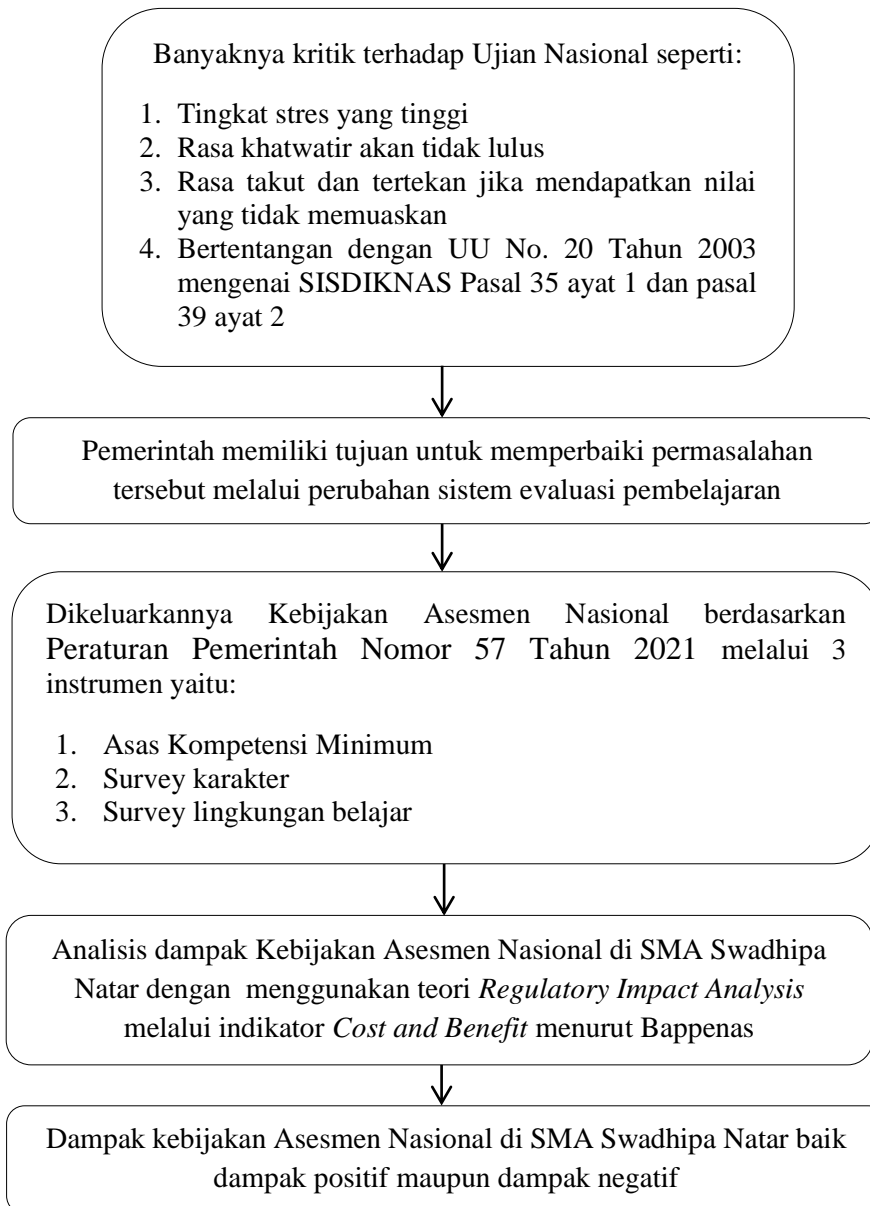 Banyaknya kritik terhadap Ujian Nasional seperti:
1. Tingkat stres yang tinggi
2. Rasa khatwatir akan tidak lulus
3. Rasa takut dan tertekan jika mendapatkan nilai
yang tidak memuaskan
4. Bertentangan dengan UU No. 20 Tahun 2003
mengenai SISDIKNAS Pasal 35 ayat 1 dan pasal
39 ayat 2
Pemerintah memiliki tujuan untuk memperbaiki permasalahan
tersebut melalui perubahan sistem evaluasi pembelajaran
Dikeluarkannya Kebijakan Asesmen Nasional berdasarkan
Peraturan Pemerintah Nomor 57 Tahun 2021 melalui 3
instrumen yaitu:
1. Asas Kompetensi Minimum
2. Survey karakter
3. Survey lingkungan belajar
Analisis dampak Kebijakan Asesmen Nasional di SMA Swadhipa
Natar dengan menggunakan teori Regulatory Impact Analysis
melalui indikator Cost and Benefit menurut Bappenas
Dampak kebijakan Asesmen Nasional di SMA Swadhipa Natar baik
dampak positif maupun dampak negatif